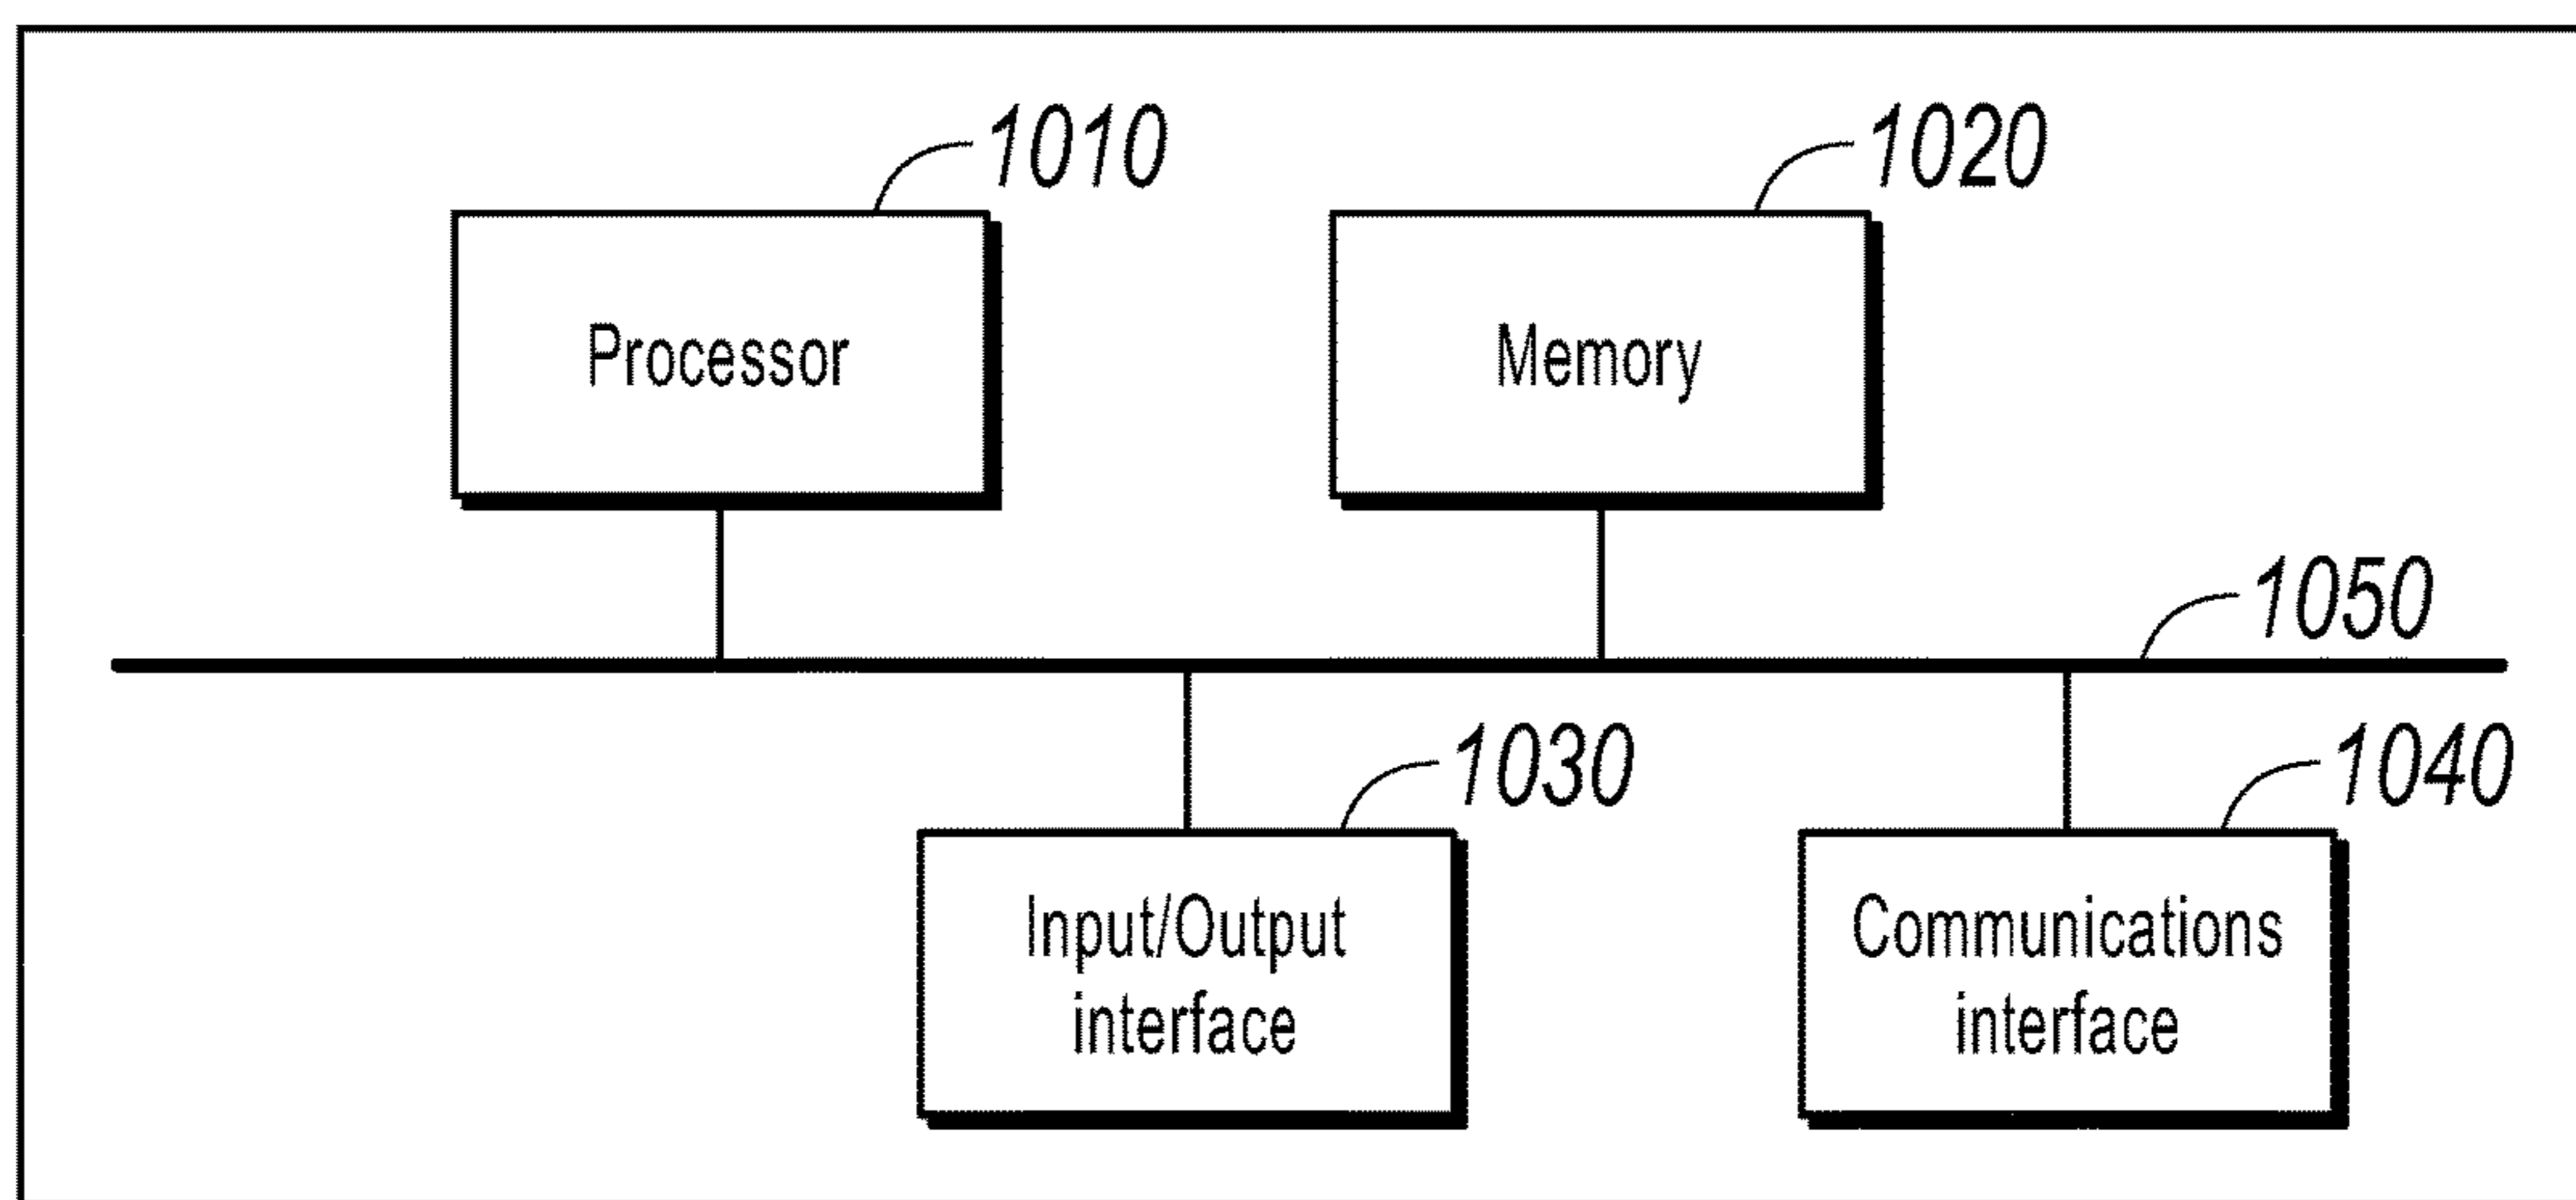 1010
1020
Processor
Memory
1050
1030
1040
Input/Output
interface
Communications
interface